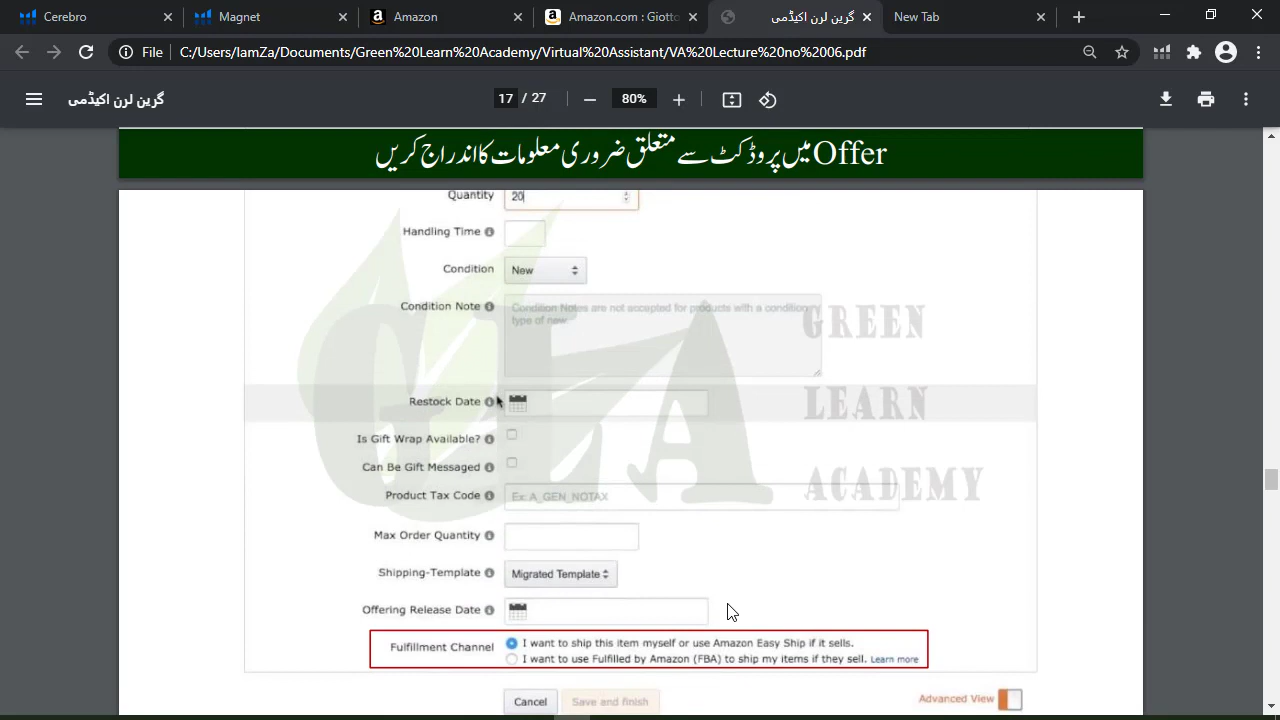 Cerebro
Magnet
Amazon
Amazon.com : Giotto
گرین لرن اکیڈمی
New Tab
File
C:/Users/IamZa/Documents/Green%20Learn%20Academy/Virtual%20Assistant/VA%20Lecture%20no%2006.pdf
گرین لرن اکیڈمی
17 / 27
80%
Offer میں پروڈکٹ سے متعلق ضروری معلومات کا اندراج کریں
Quantity 20
Handling Time
Condition New
Condition Note Condition Notes are not accepted for products with a condition
type of new.
GREEN
Restock Date
LEARN
Is Gift Wrap Available?
Can Be Gift Messaged
ACADEMY
Product Tax Code Ex: A_GEN_NOTAX
Max Order Quantity
Shipping-Template Migrated Template
Offering Release Date
Fulfillment Channel I want to ship this item myself or use Amazon Easy Ship if it sells.
I want to use Fulfilled by Amazon (FBA) to ship my items if they sell. Learn more
Cancel Save and finish Advanced View
GLA